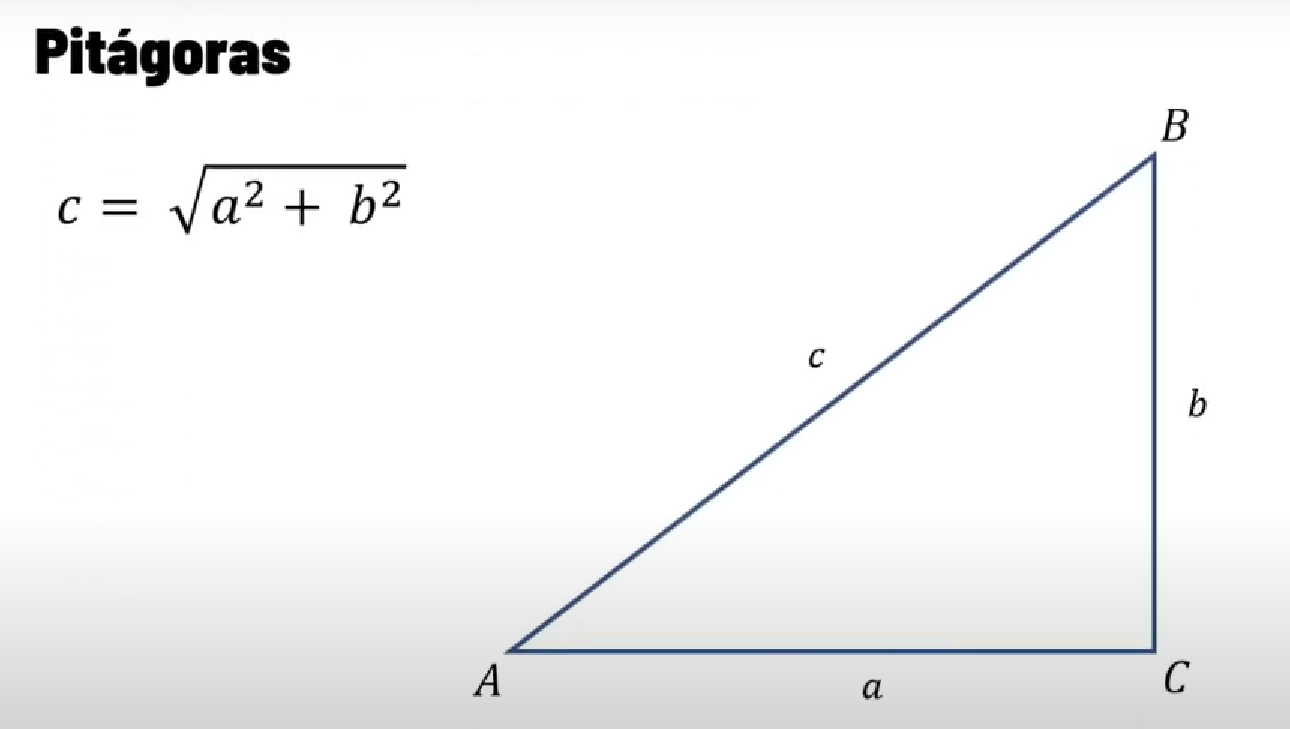 Pitágoras
c = √a² + b²
B
c
b
A
a
C